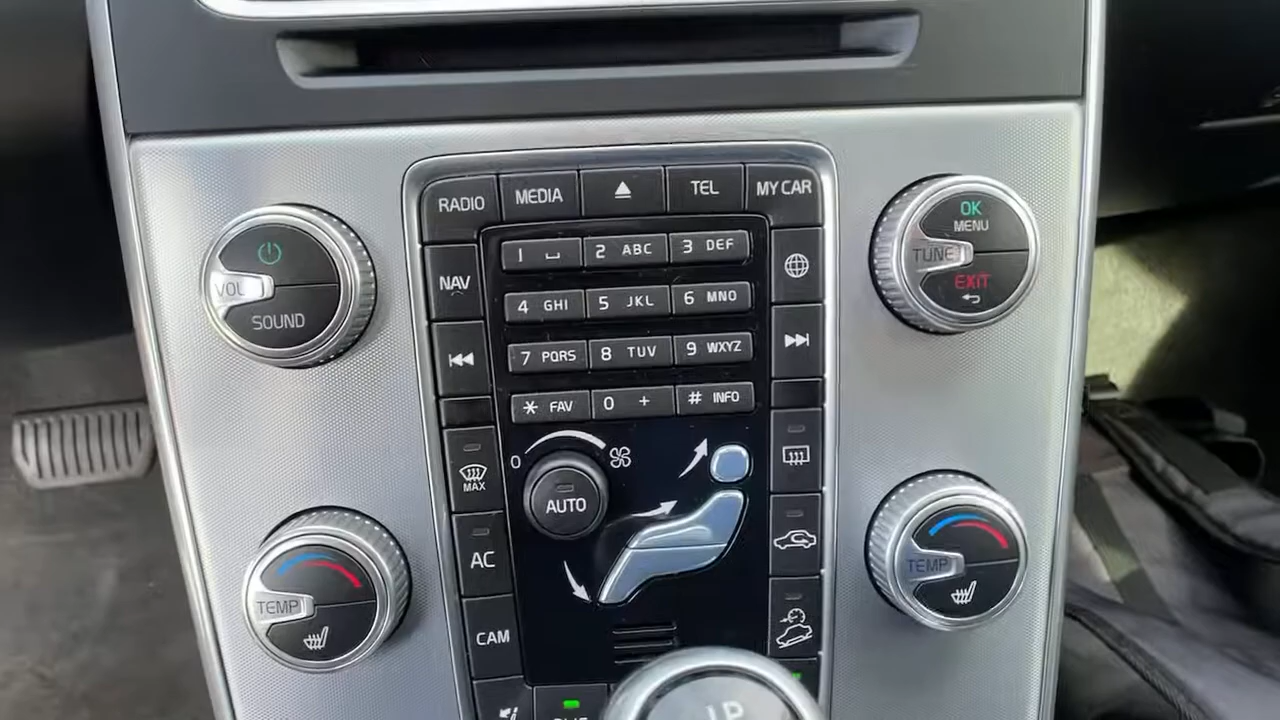 RADIO MEDIA TEL MY CAR
OK
MENU
TUNE
EXIT
VOL
SOUND
NAV
1 2 ABC 3 DEF
4 GHI 5 JKL 6 MNO
7 PQRS 8 TUV 9 WXYZ
* FAV 0 + # INFO
0
MAX
AUTO
AC
TEMP
TEMP
CAM